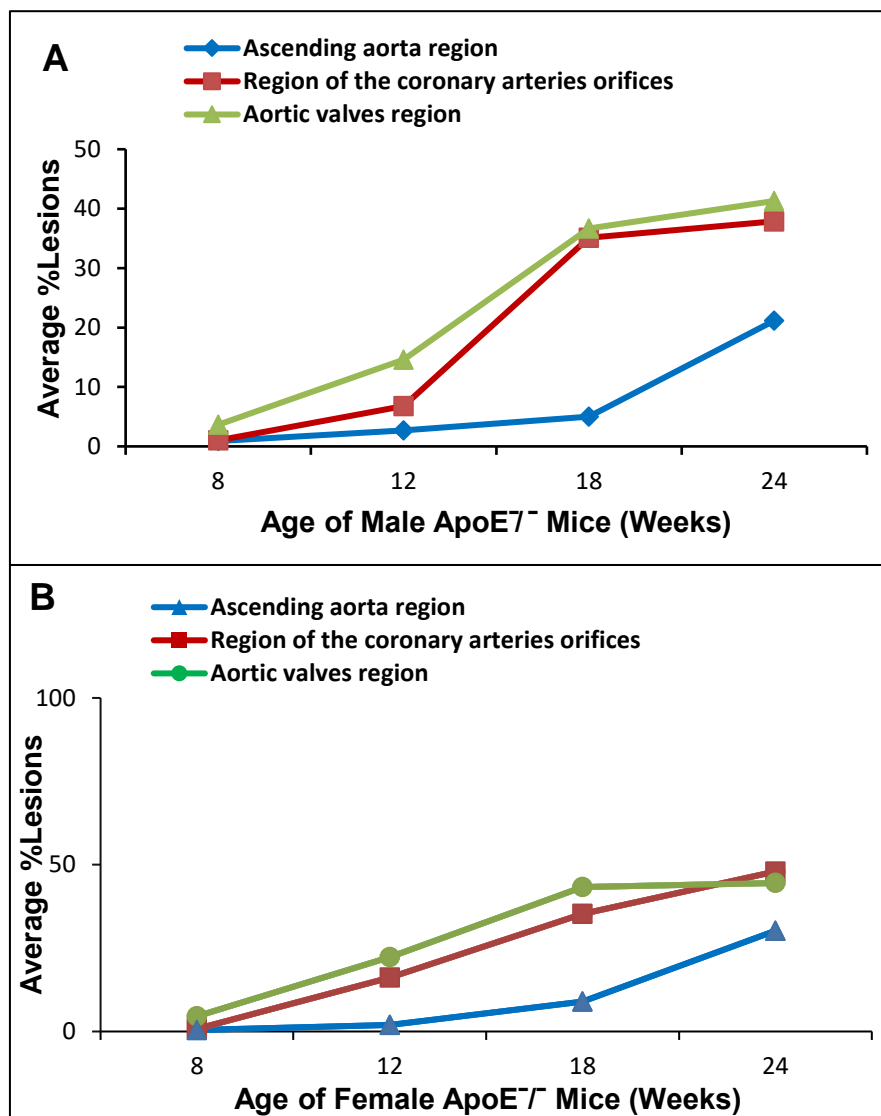 A
Ascending aorta region
Region of the coronary arteries orifices
Aortic valves region
50
40
30
20
10
0
Average %Lesions
8 12 18 24
Age of Male ApoE⁻/⁻ Mice (Weeks)
B
Ascending aorta region
Region of the coronary arteries orifices
Aortic valves region
100
50
0
Average %Lesions
8 12 18 24
Age of Female ApoE⁻/⁻ Mice (Weeks)